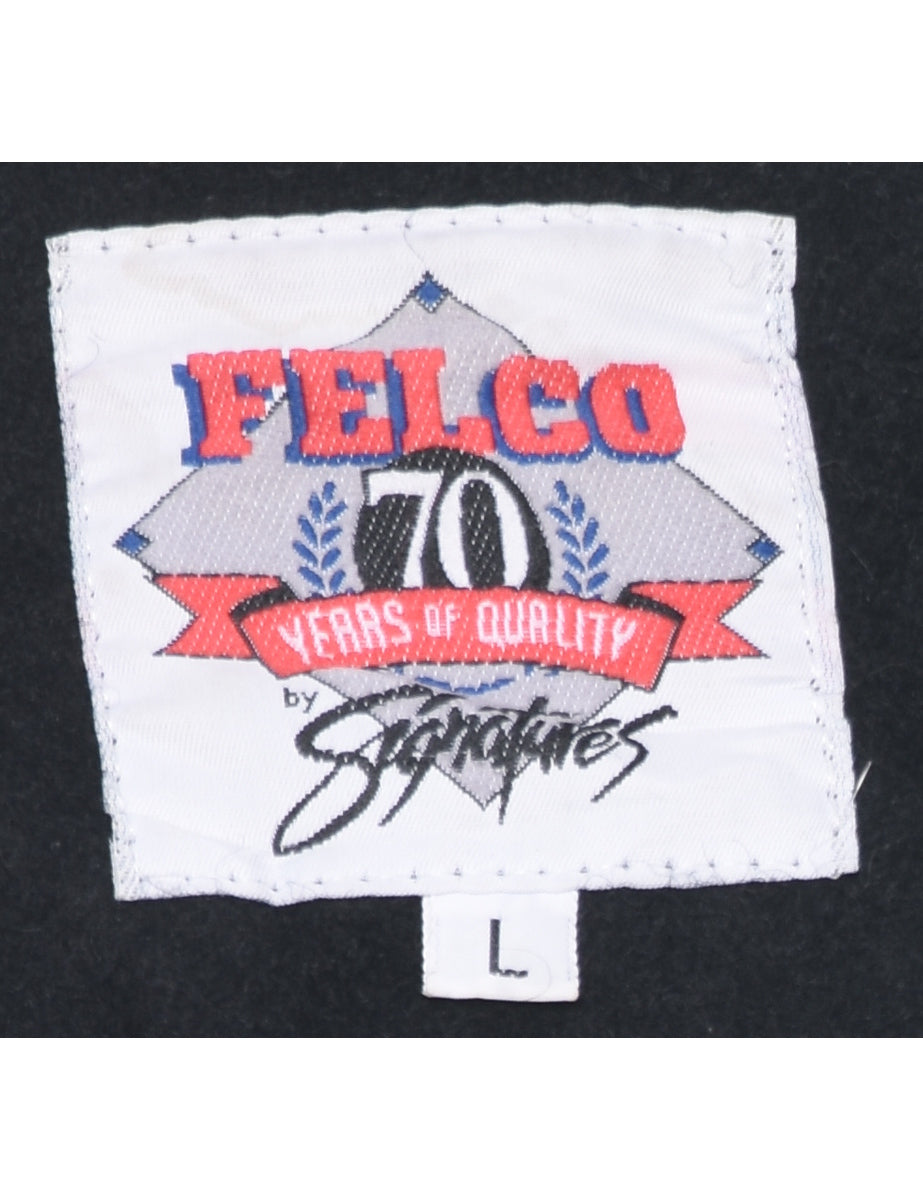 FELCO
70
YEARS OF QUALITY
by
Signatures
L